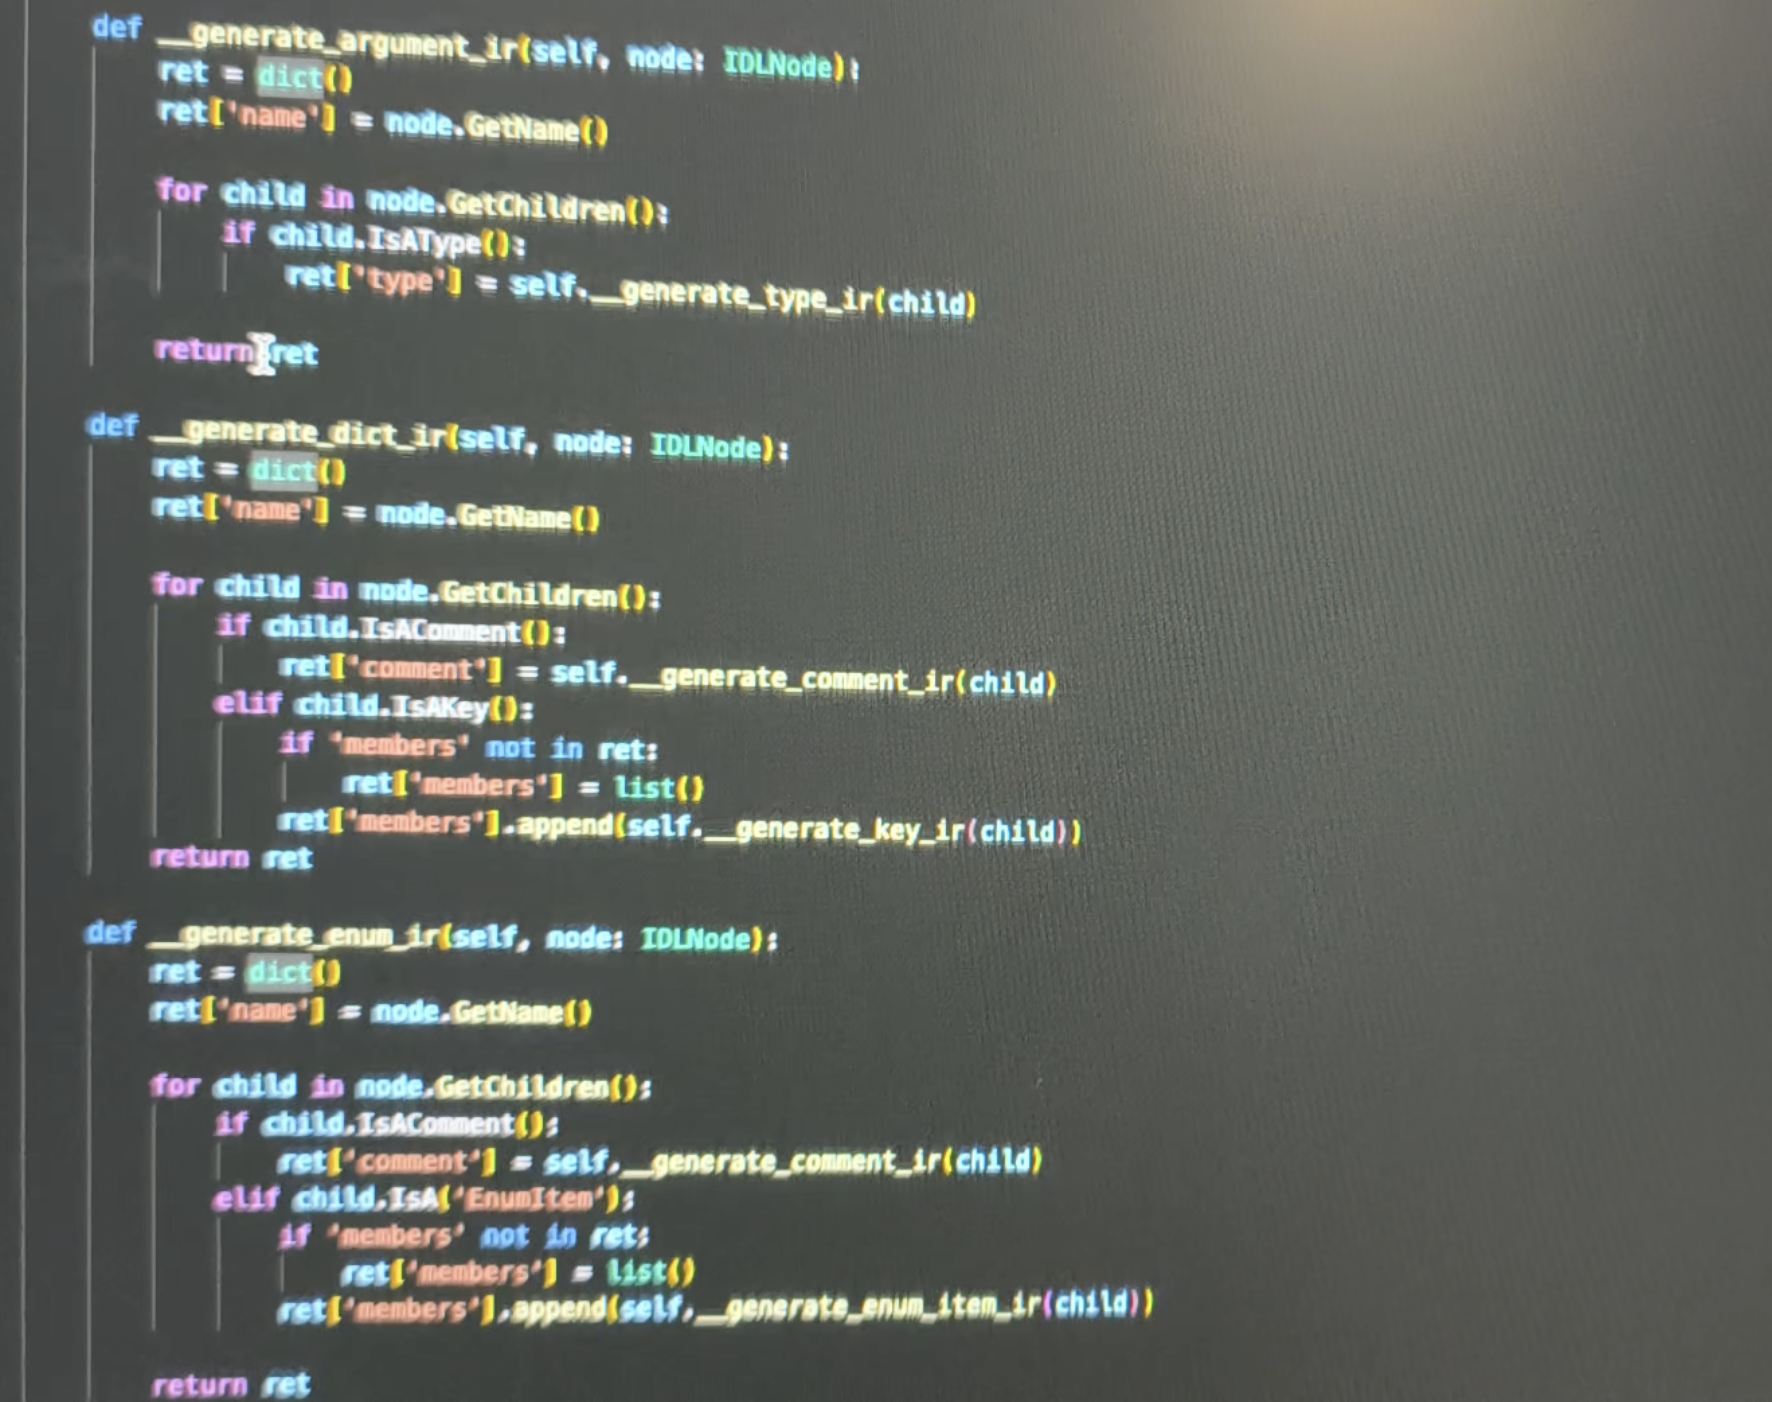 def __generate_argument_ir(self, node: IDLNode):
ret = dict()
ret['name'] = node.GetName()
for child in node.GetChildren():
if child.IsAType():
ret['type'] = self.__generate_type_ir(child)
return ret
def __generate_dict_ir(self, node: IDLNode):
ret = dict()
ret['name'] = node.GetName()
for child in node.GetChildren():
if child.IsAComment():
ret['comment'] = self.__generate_comment_ir(child)
elif child.IsAKey():
if 'members' not in ret:
ret['members'] = list()
ret['members'].append(self.__generate_key_ir(child))
return ret
def __generate_enum_ir(self, node: IDLNode):
ret = dict()
ret['name'] = node.GetName()
for child in node.GetChildren():
if child.IsAComment():
ret['comment'] = self.__generate_comment_ir(child)
elif child.IsA('EnumItem'):
if 'members' not in ret:
ret['members'] = list()
ret['members'].append(self.__generate_enum_item_ir(child))
return ret